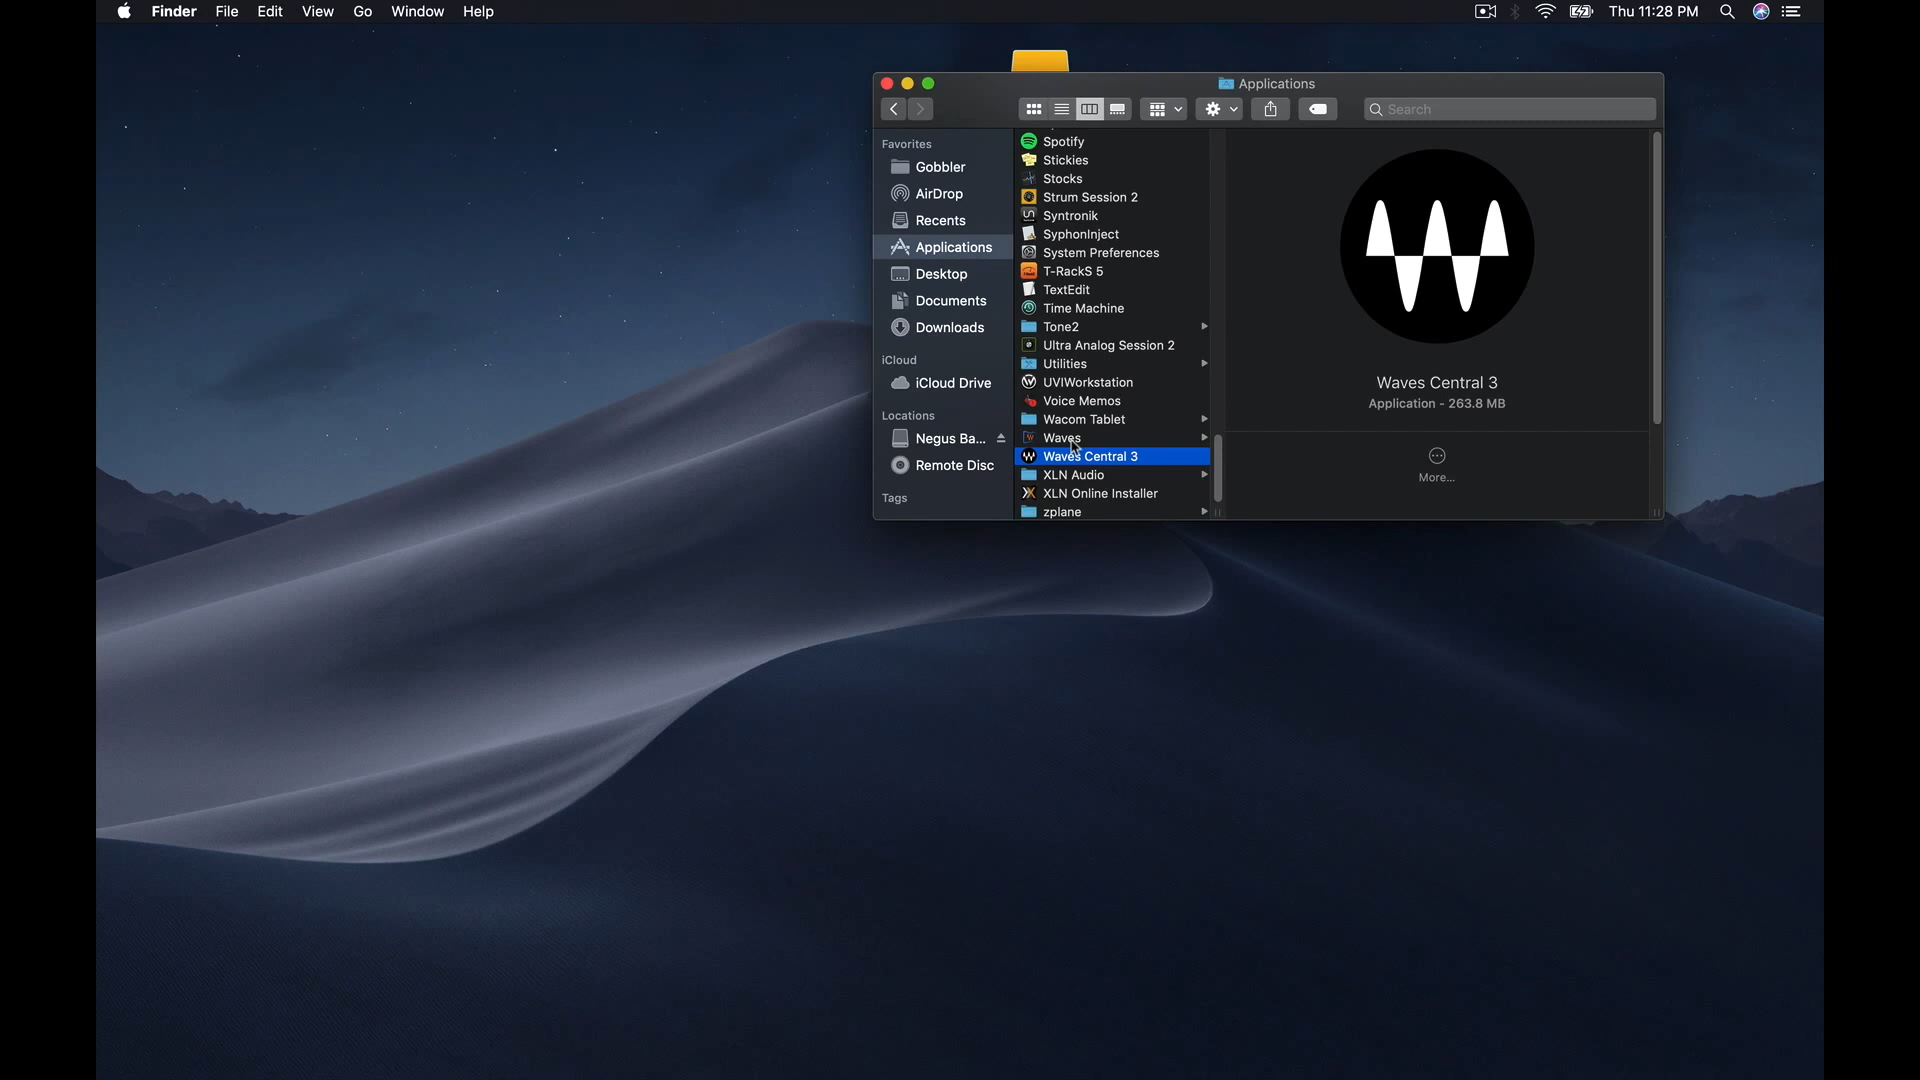 Finder File Edit View Go Window Help
Thu 11:28 PM
Applications
Search
Favorites
Gobbler
AirDrop
Recents
Applications
Desktop
Documents
Downloads
iCloud
iCloud Drive
Locations
Negus Ba...
Remote Disc
Tags
Spotify
Stickies
Stocks
Strum Session 2
Syntronik
SyphonInject
System Preferences
T-RackS 5
TextEdit
Time Machine
Tone2
Ultra Analog Session 2
Utilities
UVIWorkstation
Voice Memos
Wacom Tablet
Waves
Waves Central 3
XLN Audio
XLN Online Installer
zplane
Waves Central 3
Application - 263.8 MB
More...